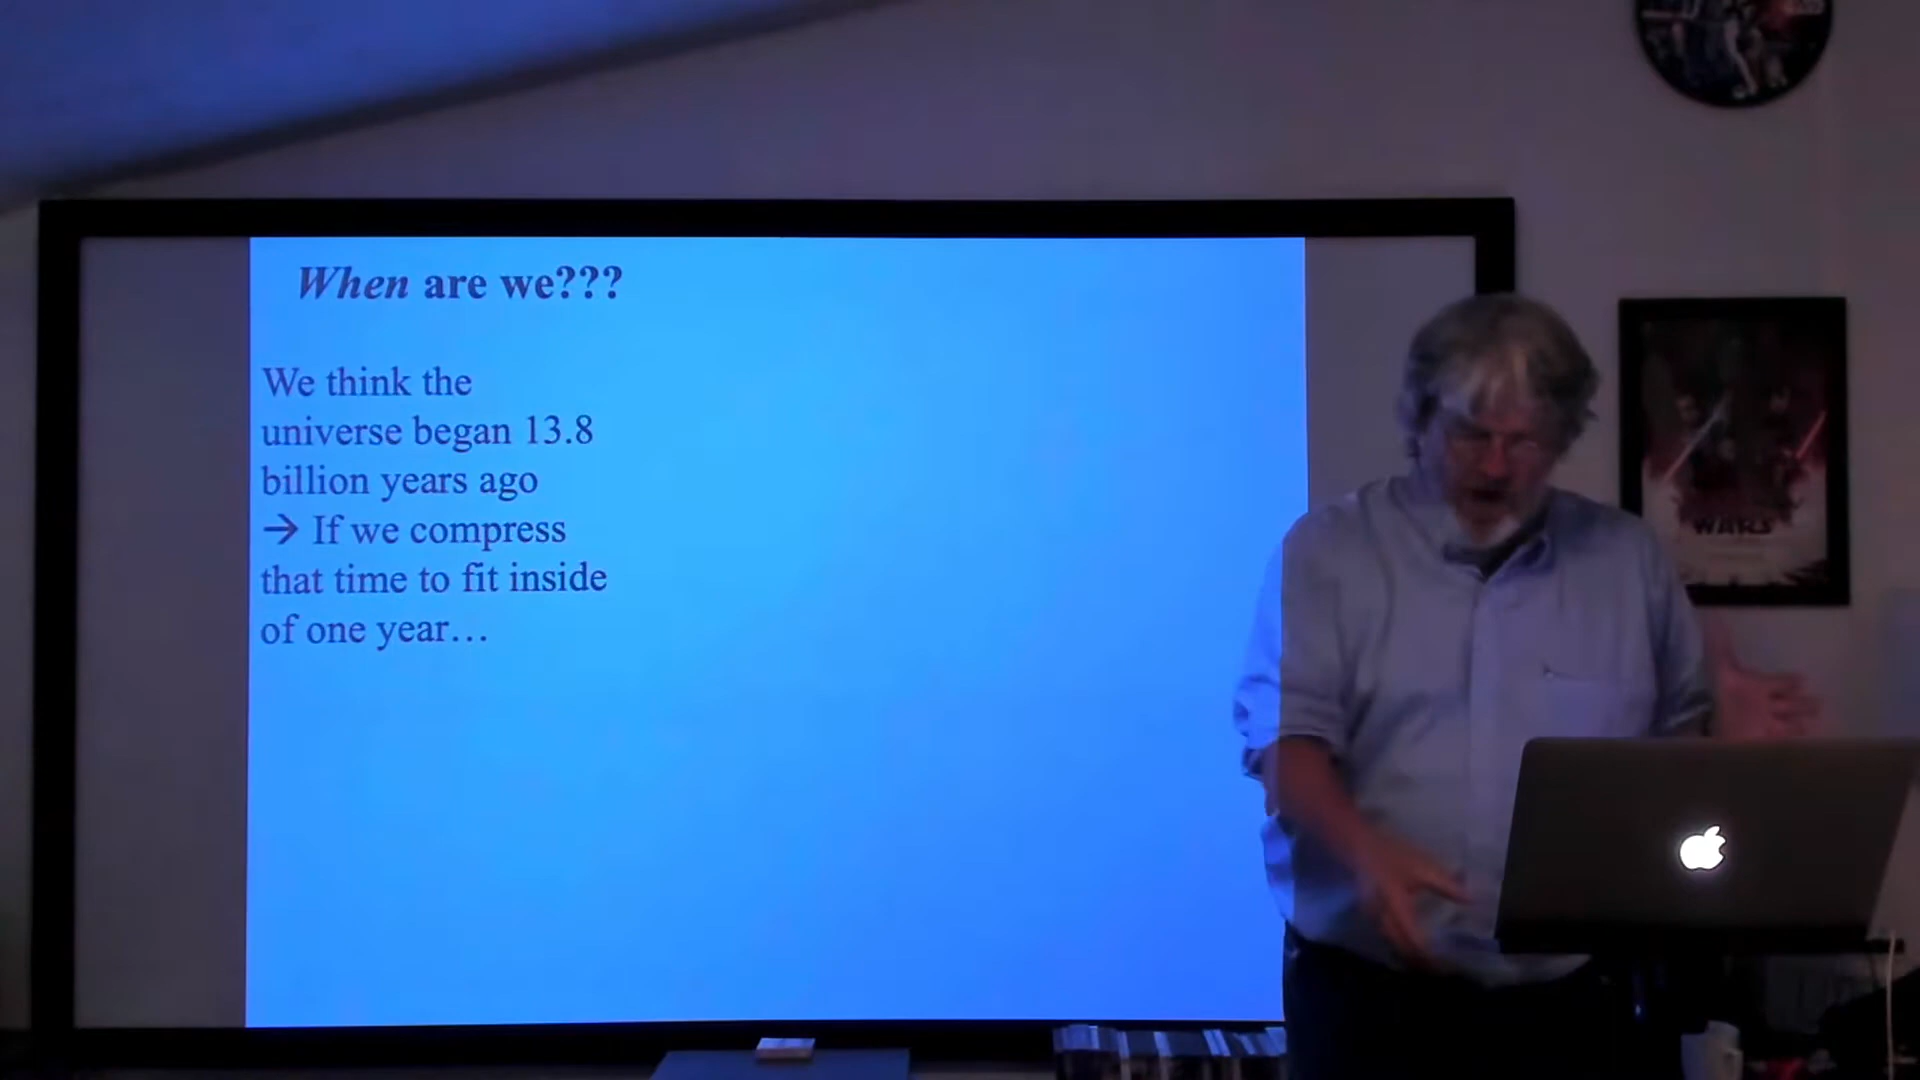 When are we???
We think the
universe began 13.8
billion years ago
→ If we compress
that time to fit inside
of one year…
WARS